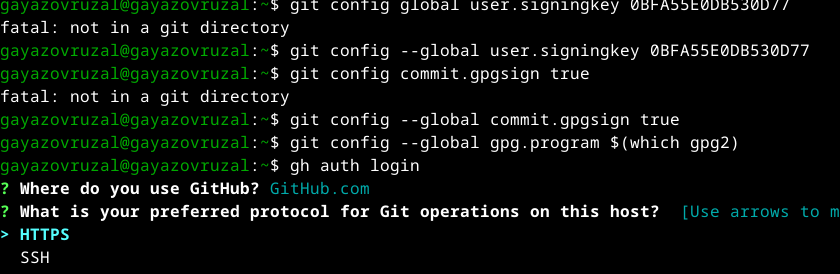 gayazovruzal@gayazovruzal:~$ git config global user.signingkey 0BFA55E0DB530D77
fatal: not in a git directory
gayazovruzal@gayazovruzal:~$ git config --global user.signingkey 0BFA55E0DB530D77
gayazovruzal@gayazovruzal:~$ git config commit.gpgsign true
fatal: not in a git directory
gayazovruzal@gayazovruzal:~$ git config --global commit.gpgsign true
gayazovruzal@gayazovruzal:~$ git config --global gpg.program $(which gpg2)
gayazovruzal@gayazovruzal:~$ gh auth login
? Where do you use GitHub? GitHub.com
? What is your preferred protocol for Git operations on this host? [Use arrows to m
> HTTPS
SSH